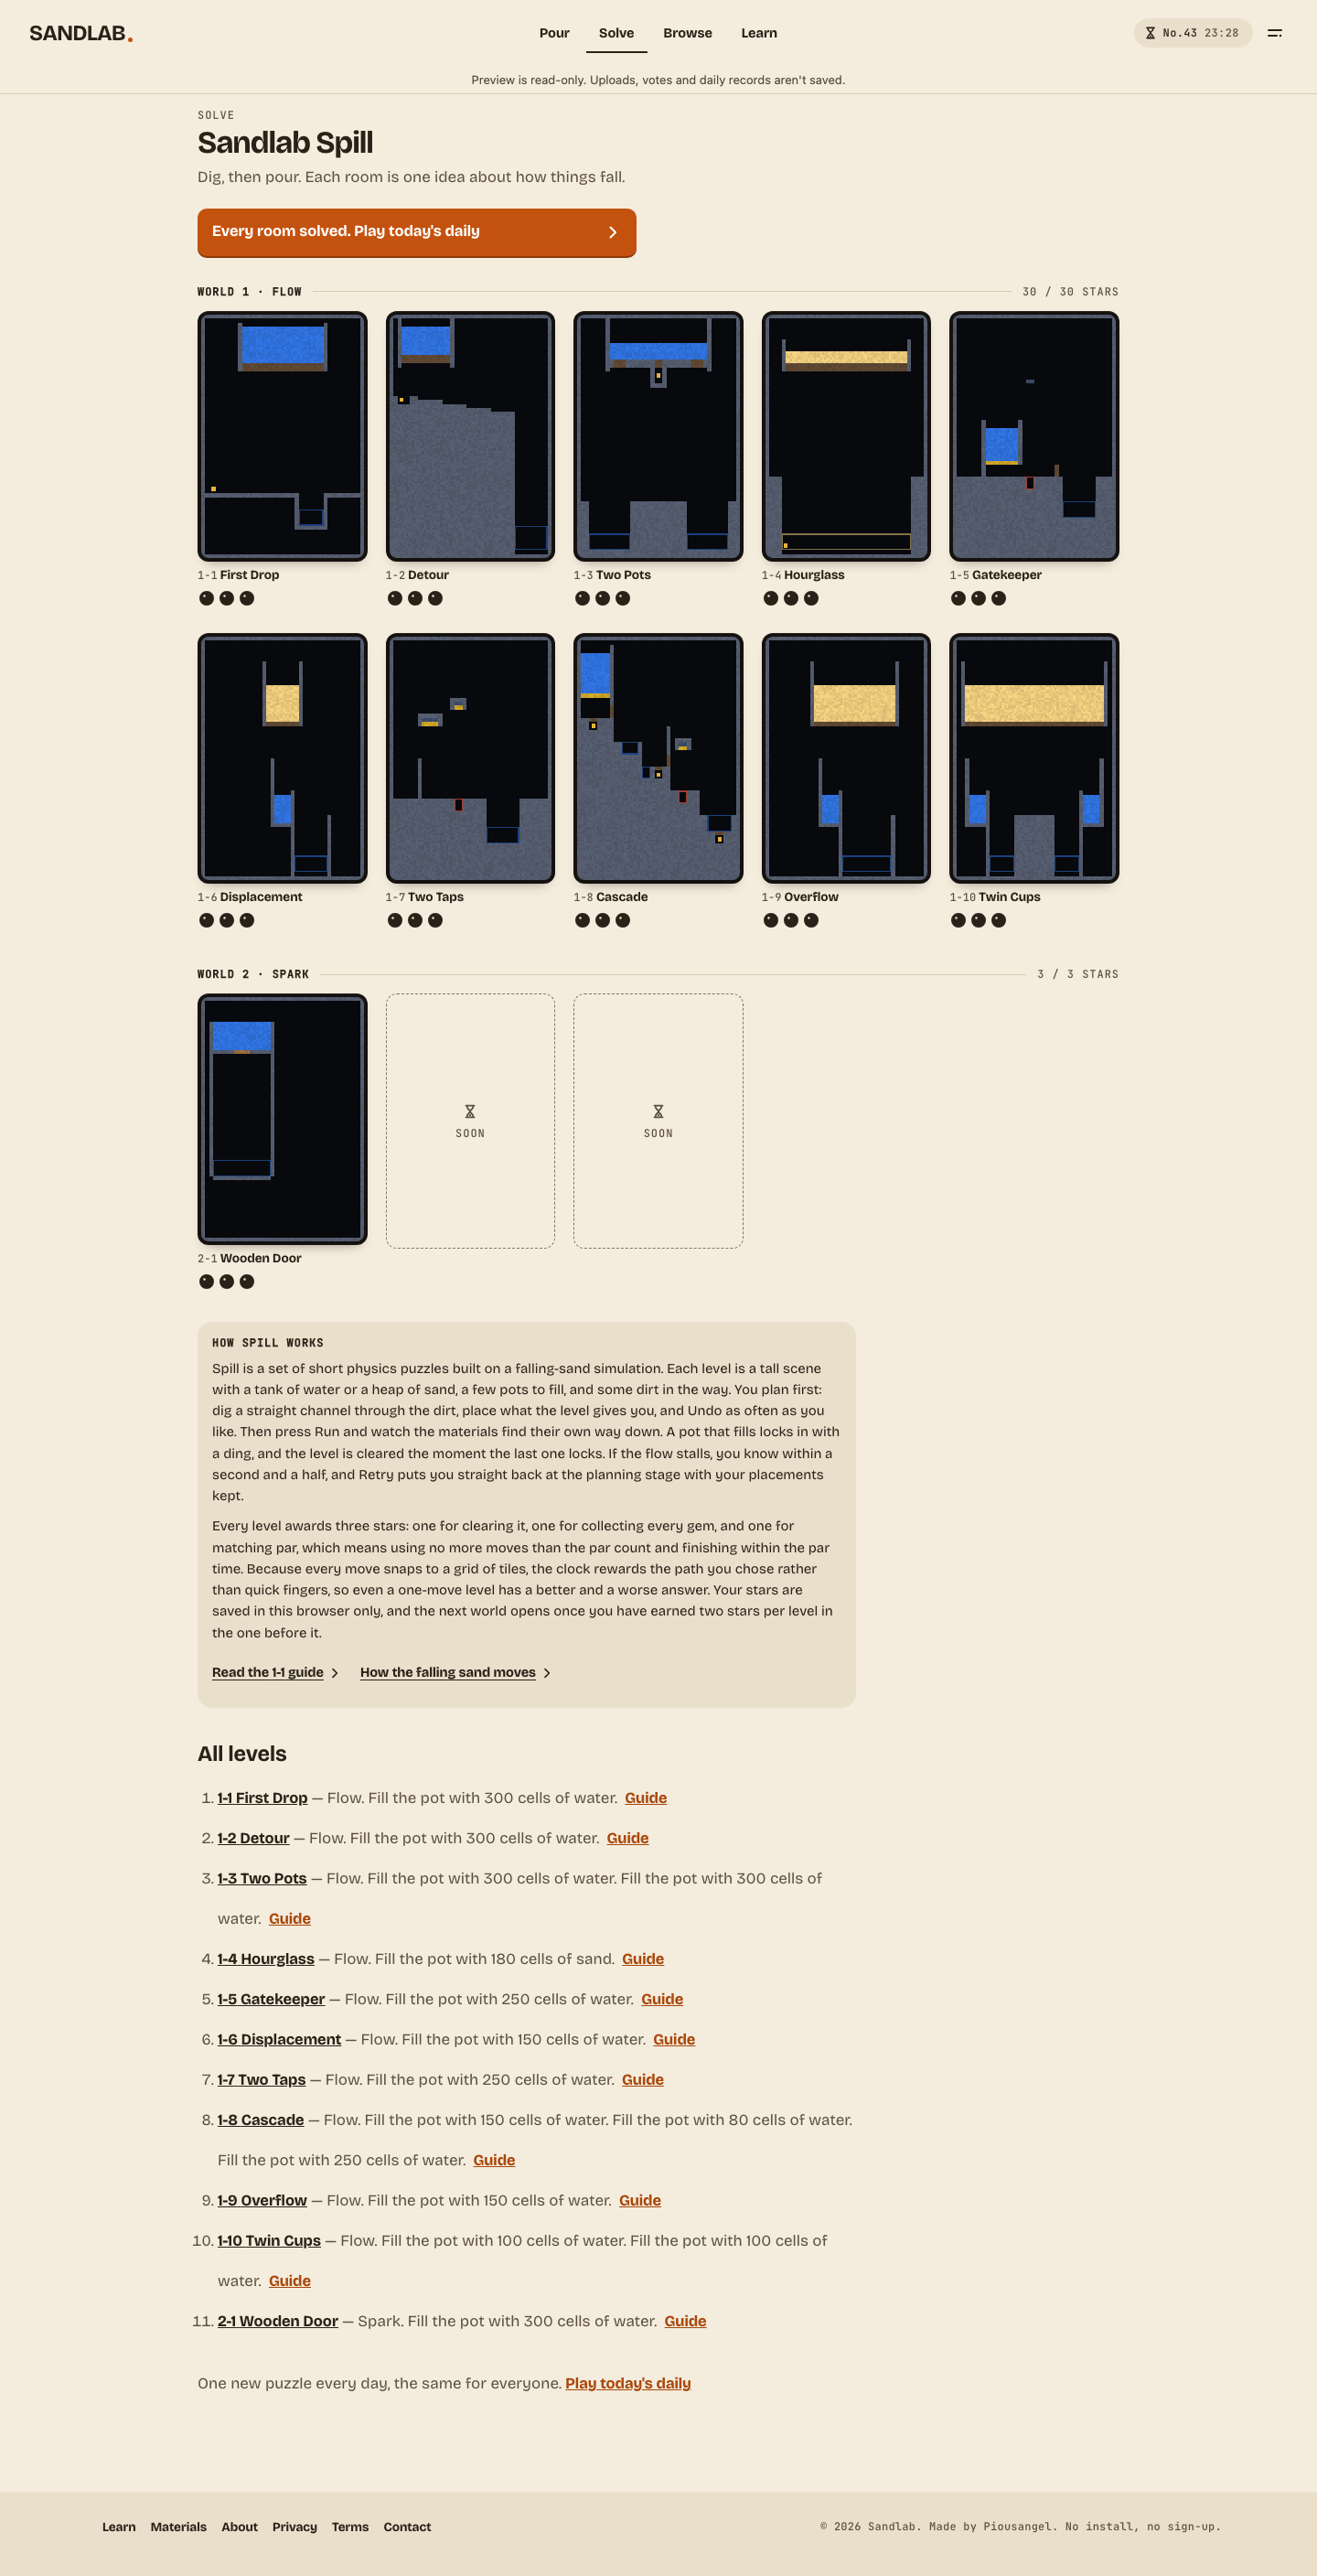 SANDLAB.
Pour Solve Browse Learn
No.43 23:28
Preview is read-only. Uploads, votes and daily records aren't saved.
SOLVE
Sandlab Spill
Dig, then pour. Each room is one idea about how things fall.
Every room solved. Play today's daily
WORLD 1 · FLOW 30 / 30 STARS
1-1 First Drop
1-2 Detour
1-3 Two Pots
1-4 Hourglass
1-5 Gatekeeper
1-6 Displacement
1-7 Two Taps
1-8 Cascade
1-9 Overflow
1-10 Twin Cups
WORLD 2 · SPARK 3 / 3 STARS
SOON
SOON
2-1 Wooden Door
HOW SPILL WORKS
Spill is a set of short physics puzzles built on a falling-sand simulation. Each level is a tall scene
with a tank of water or a heap of sand, a few pots to fill, and some dirt in the way. You plan first:
dig a straight channel through the dirt, place what the level gives you, and Undo as often as you
like. Then press Run and watch the materials find their own way down. A pot that fills locks in with
a ding, and the level is cleared the moment the last one locks. If the flow stalls, you know within a
second and a half, and Retry puts you straight back at the planning stage with your placements
kept.
Every level awards three stars: one for clearing it, one for collecting every gem, and one for
matching par, which means using no more moves than the par count and finishing within the par
time. Because every move snaps to a grid of tiles, the clock rewards the path you chose rather
than quick fingers, so even a one-move level has a better and a worse answer. Your stars are
saved in this browser only, and the next world opens once you have earned two stars per level in
the one before it.
Read the 1-1 guide How the falling sand moves
All levels
1. 1-1 First Drop — Flow. Fill the pot with 300 cells of water. Guide
2. 1-2 Detour — Flow. Fill the pot with 300 cells of water. Guide
3. 1-3 Two Pots — Flow. Fill the pot with 300 cells of water. Fill the pot with 300 cells of
water. Guide
4. 1-4 Hourglass — Flow. Fill the pot with 180 cells of sand. Guide
5. 1-5 Gatekeeper — Flow. Fill the pot with 250 cells of water. Guide
6. 1-6 Displacement — Flow. Fill the pot with 150 cells of water. Guide
7. 1-7 Two Taps — Flow. Fill the pot with 250 cells of water. Guide
8. 1-8 Cascade — Flow. Fill the pot with 150 cells of water. Fill the pot with 80 cells of water.
Fill the pot with 250 cells of water. Guide
9. 1-9 Overflow — Flow. Fill the pot with 150 cells of water. Guide
10. 1-10 Twin Cups — Flow. Fill the pot with 100 cells of water. Fill the pot with 100 cells of
water. Guide
11. 2-1 Wooden Door — Spark. Fill the pot with 300 cells of water. Guide
One new puzzle every day, the same for everyone. Play today's daily
Learn Materials About Privacy Terms Contact
© 2026 Sandlab. Made by Piousangel. No install, no sign-up.